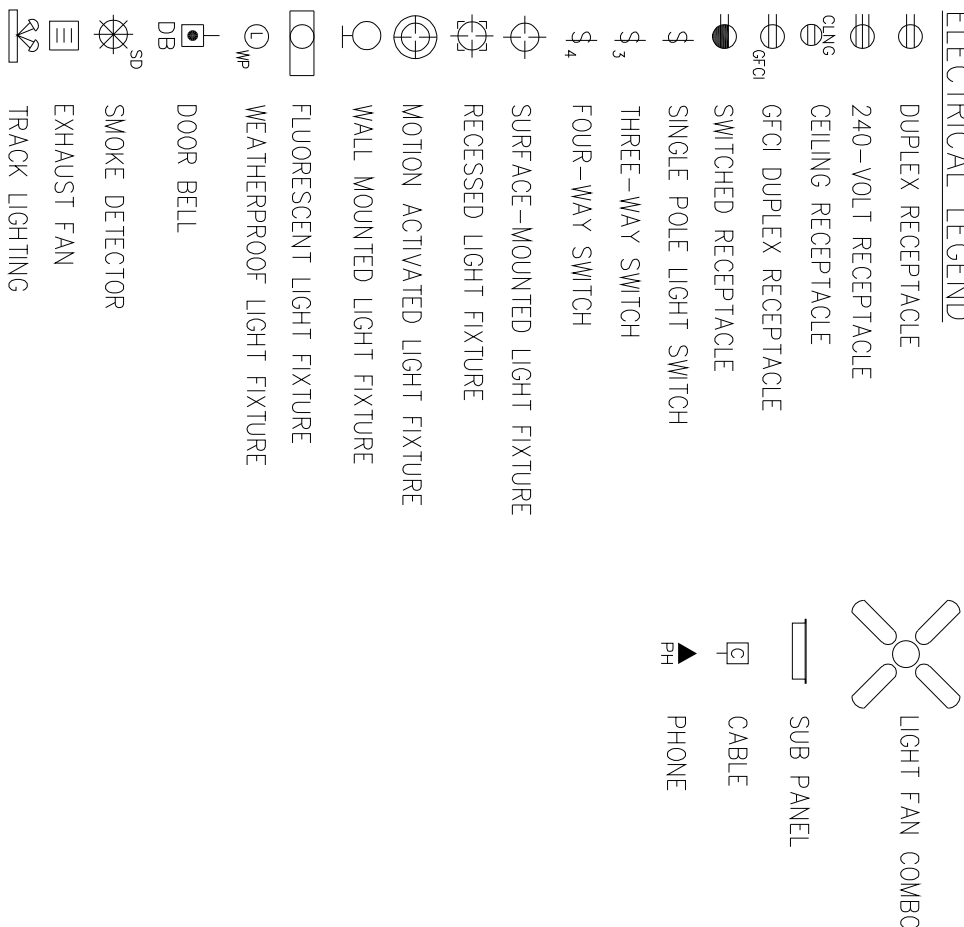 ELECTRICAL LEGEND
DUPLEX RECEPTACLE
240-VOLT RECEPTACLE
CLNG CEILING RECEPTACLE
GFCI GFCI DUPLEX RECEPTACLE
SWITCHED RECEPTACLE
S SINGLE POLE LIGHT SWITCH
S 3 THREE-WAY SWITCH
S 4 FOUR-WAY SWITCH
SURFACE-MOUNTED LIGHT FIXTURE
RECESSED LIGHT FIXTURE
MOTION ACTIVATED LIGHT FIXTURE
WALL MOUNTED LIGHT FIXTURE
FLUORESCENT LIGHT FIXTURE
L WP WEATHERPROOF LIGHT FIXTURE
DB DOOR BELL
SD SMOKE DETECTOR
EXHAUST FAN
TRACK LIGHTING
LIGHT FAN COMBO
SUB PANEL
C CABLE
PH PHONE